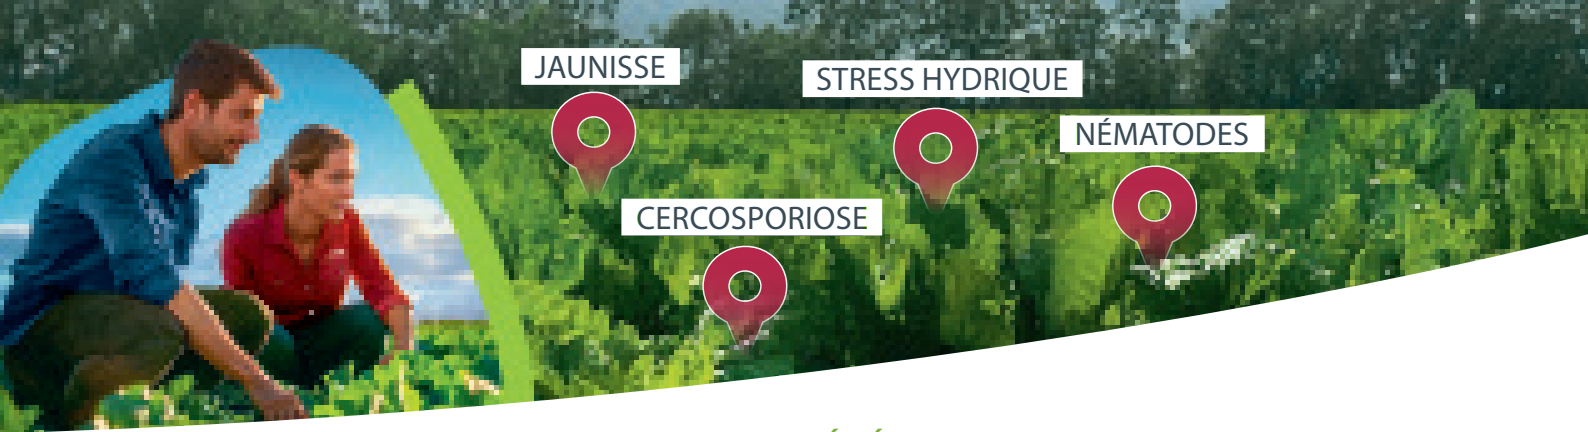 JAUNISSE
STRESS HYDRIQUE
NÉMATODES
CERCOSPORIOSE